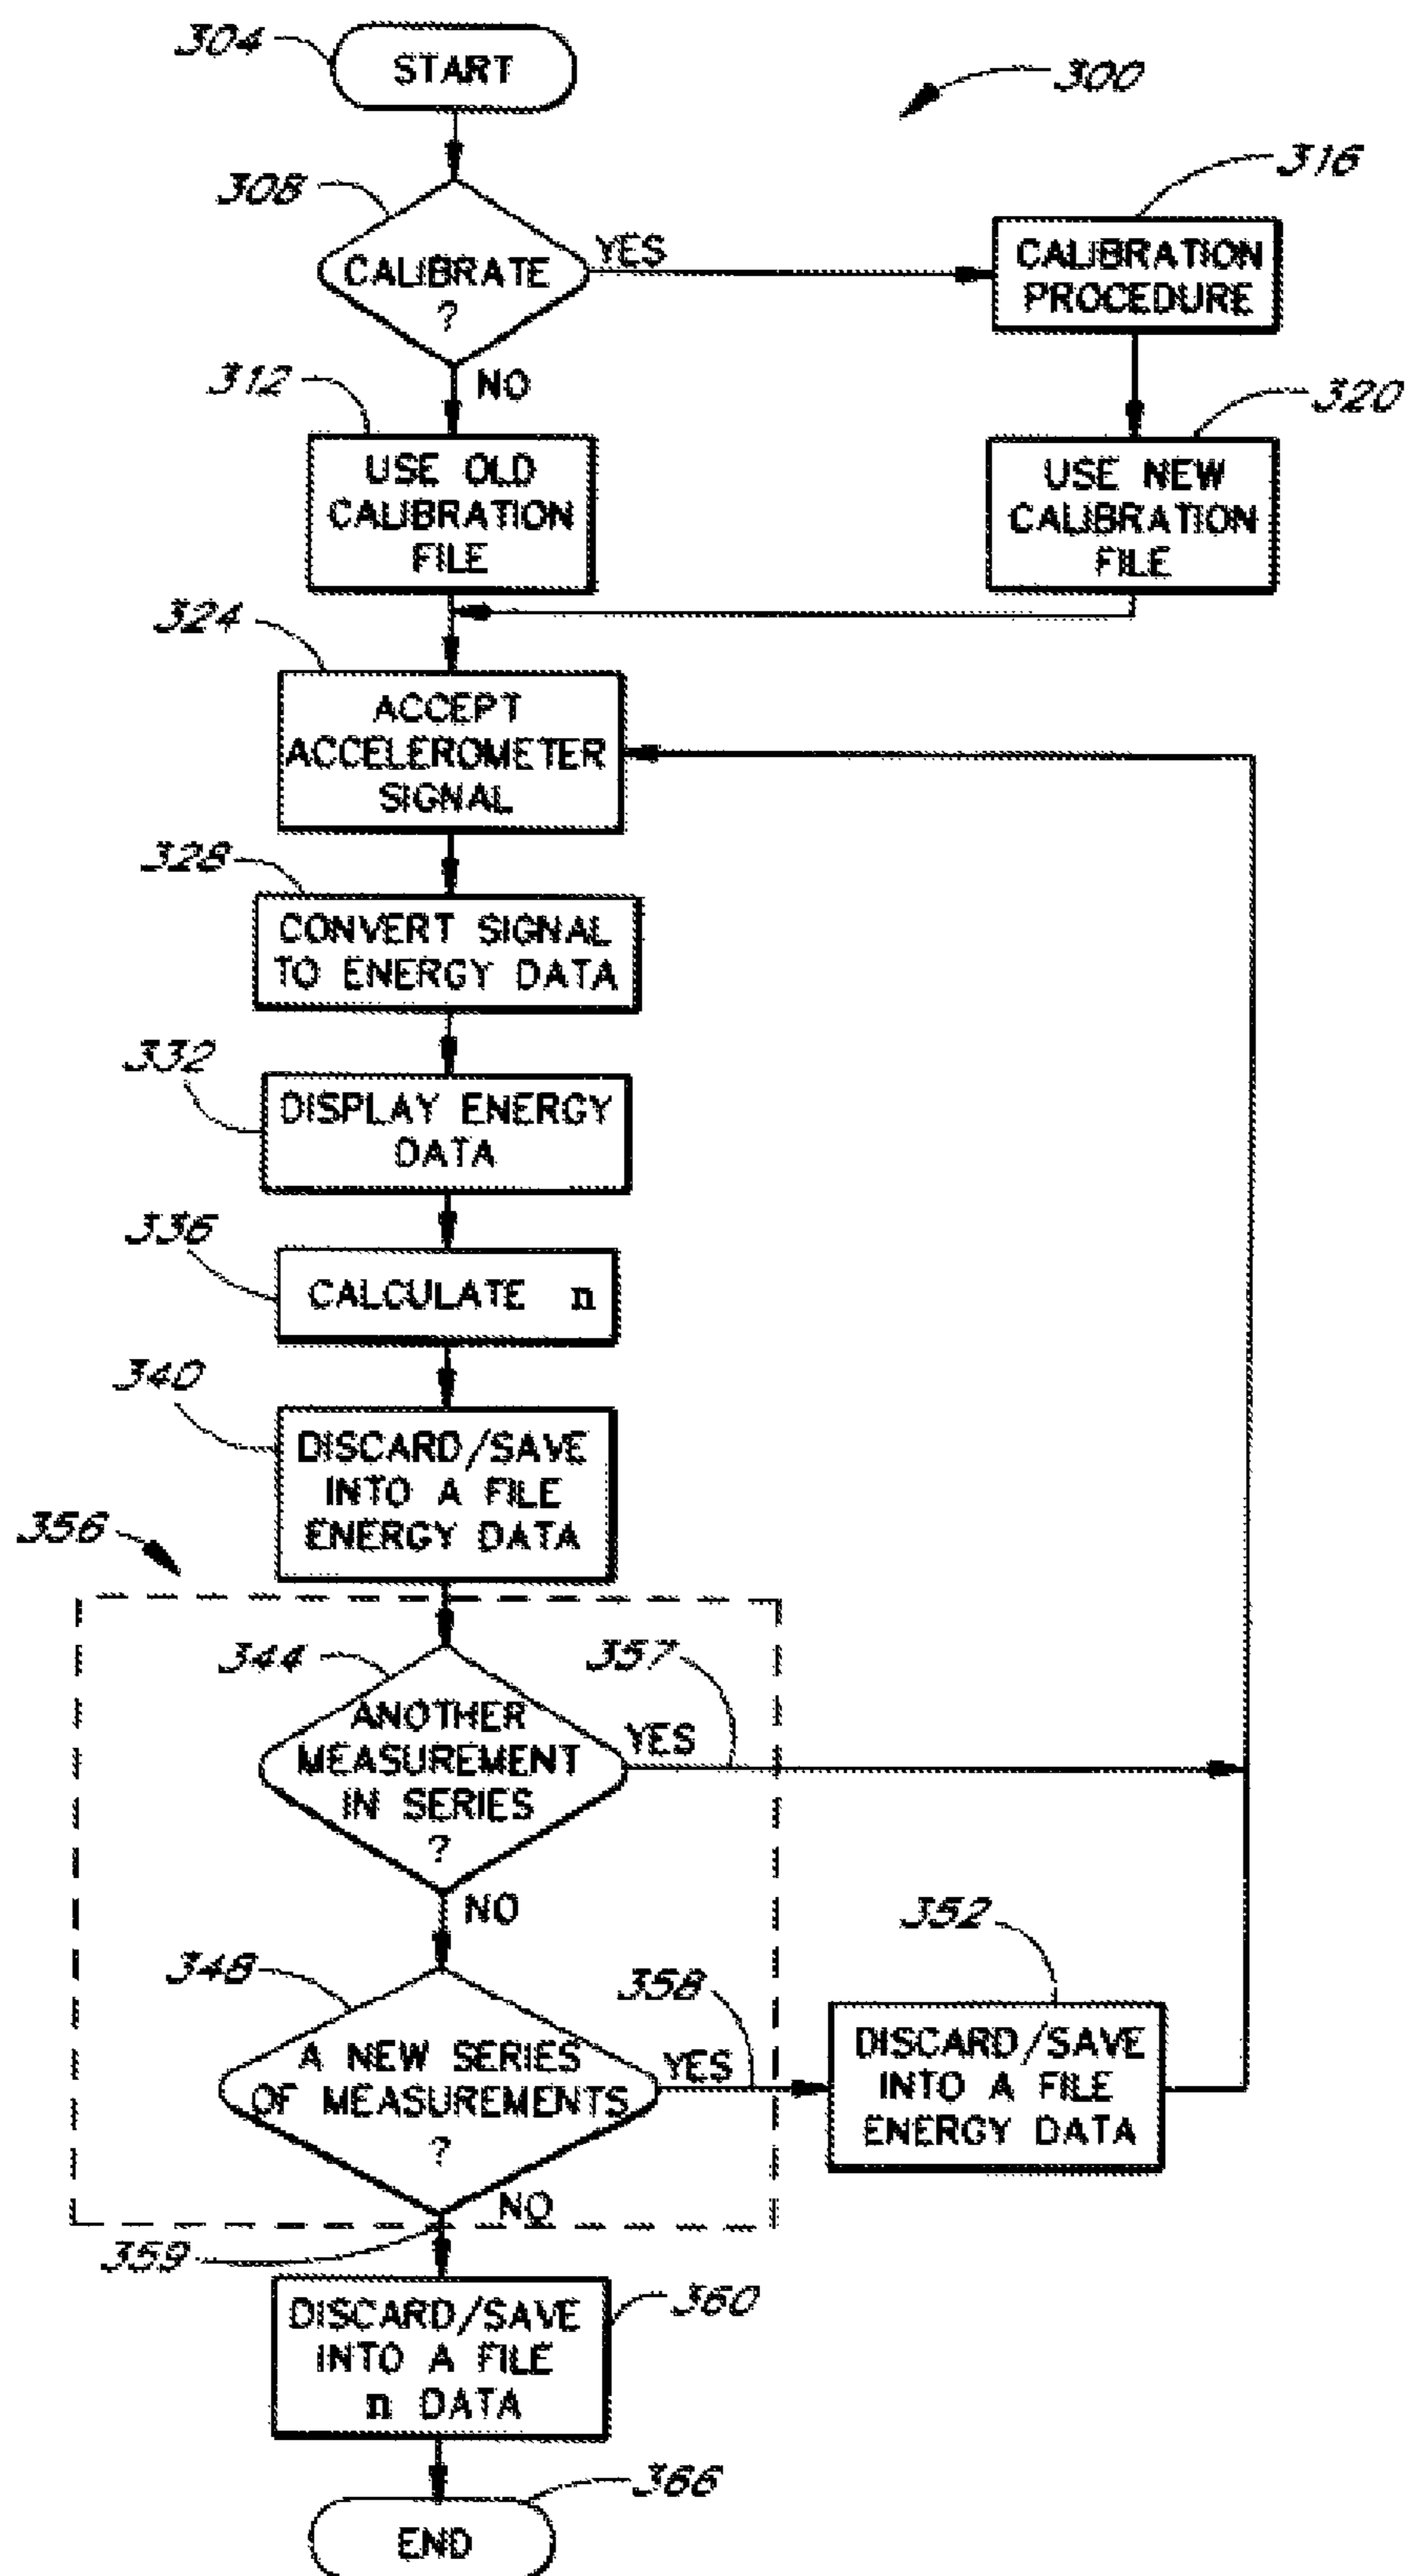 304
START
300
308
CALIBRATE
?
YES
316
CALIBRATION
PROCEDURE
312
NO
320
USE OLD
CALIBRATION
FILE
USE NEW
CALIBRATION
FILE
324
ACCEPT
ACCELEROMETER
SIGNAL
328
CONVERT SIGNAL
TO ENERGY DATA
332
DISPLAY ENERGY
DATA
336
CALCULATE n
340
DISCARD/SAVE
INTO A FILE
ENERGY DATA
356
344
357
ANOTHER
MEASUREMENT
IN SERIES
?
YES
NO
352
348
358
A NEW SERIES
OF MEASUREMENTS
?
YES
DISCARD/SAVE
INTO A FILE
ENERGY DATA
NO
359
360
DISCARD/SAVE
INTO A FILE
n DATA
366
END